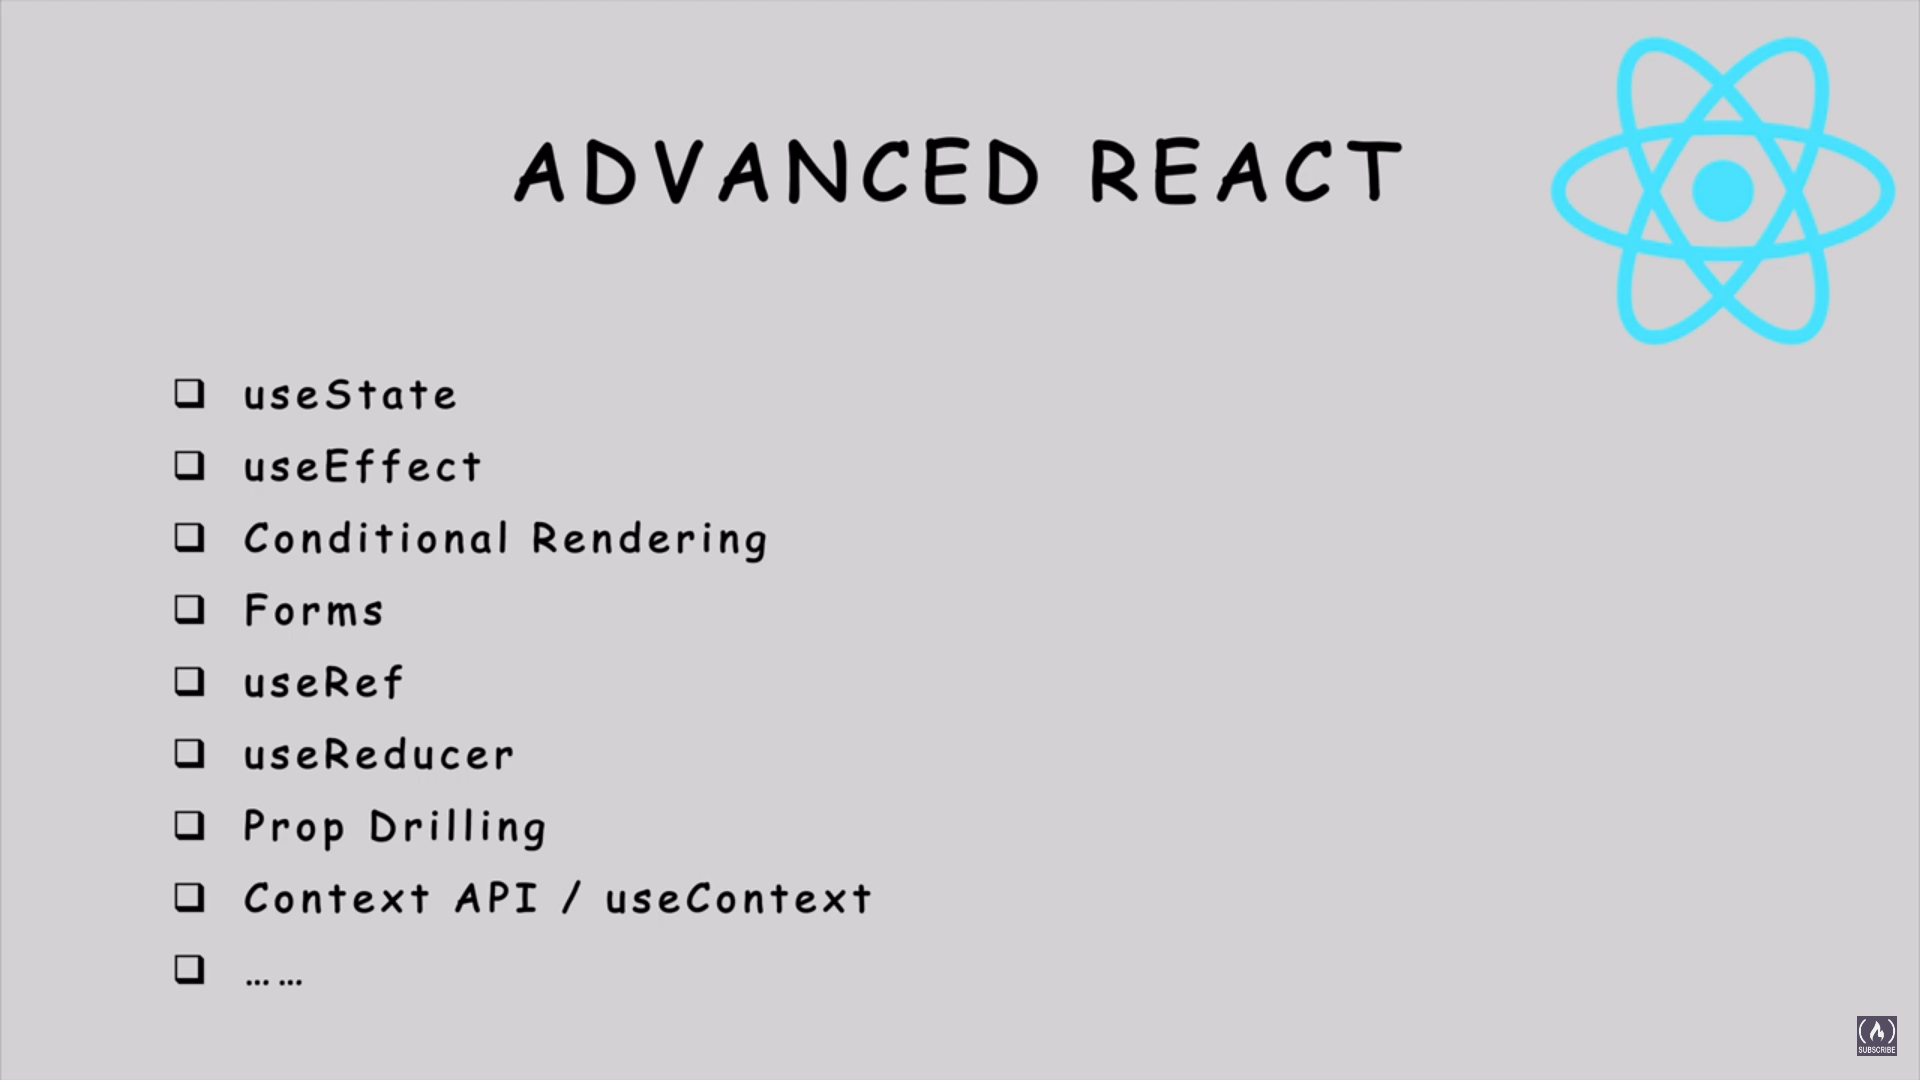 ADVANCED REACT
useState
useEffect
Conditional Rendering
Forms
useRef
useReducer
Prop Drilling
Context API / useContext
……
SUBSCRIBE